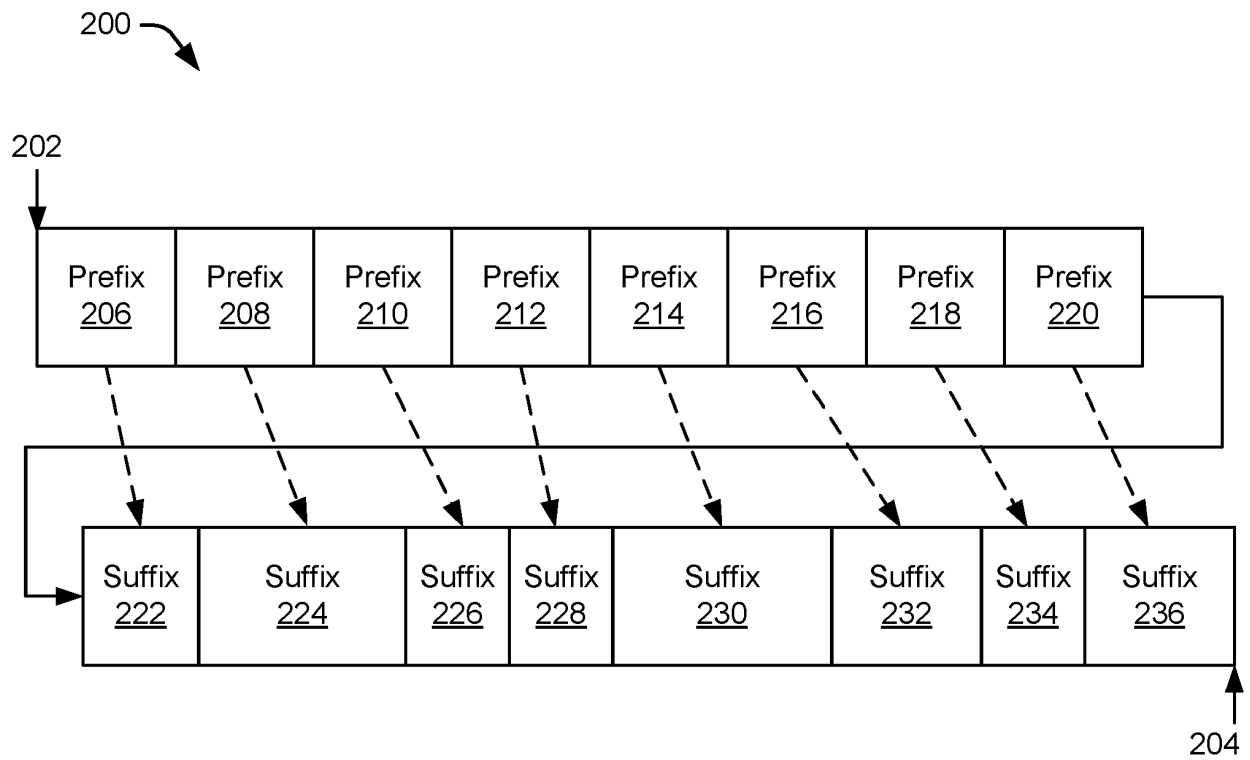 200
202
Prefix Prefix Prefix Prefix Prefix Prefix Prefix Prefix
206 208 210 212 214 216 218 220
Suffix Suffix Suffix Suffix Suffix Suffix Suffix Suffix
222 224 226 228 230 232 234 236
204